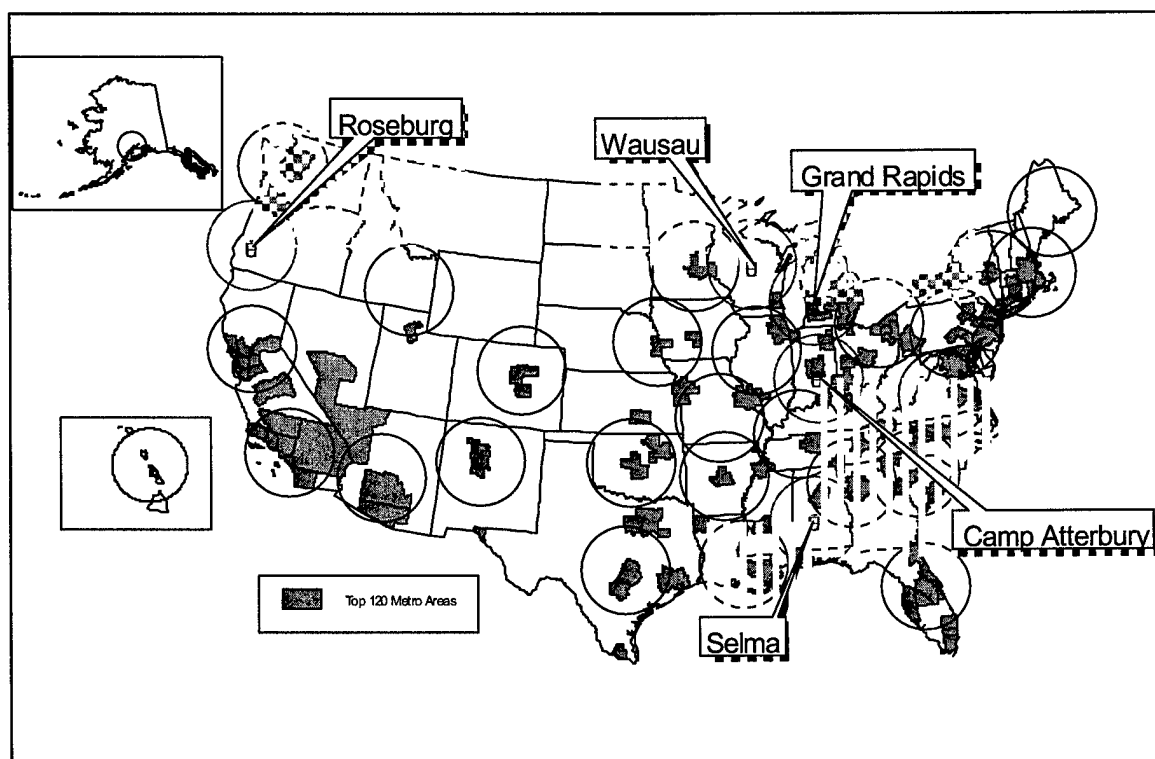 Roseburg
Wausau
Grand Rapids
Camp Atterbury
Selma
Top 120 Metro Areas